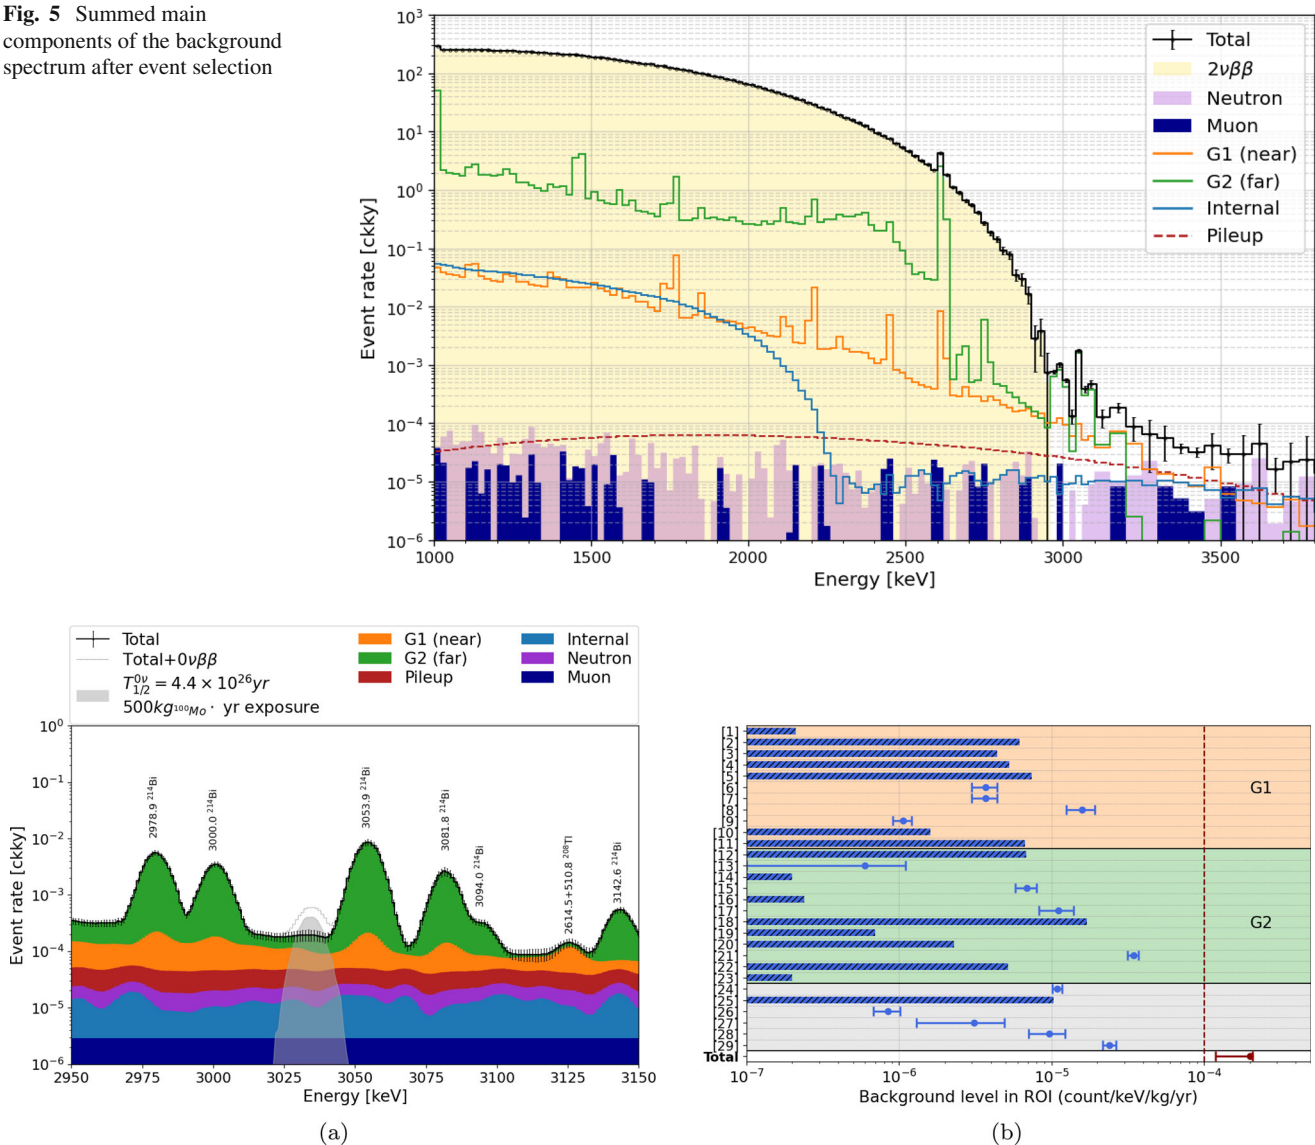 Fig. 5 Summed main
components of the background
spectrum after event selection
10³
10²
10¹
10⁰
10⁻¹
10⁻²
10⁻³
10⁻⁴
10⁻⁵
10⁻⁶
Event rate [ckky]
Total
2νββ
Neutron
Muon
G1 (near)
G2 (far)
Internal
Pileup
1000 1500 2000 2500 3000 3500
Energy [keV]
Total
Total+0νββ
T⁰ν₁/₂ = 4.4 × 10²⁶yr
500kg¹⁰⁰Mo · yr exposure
G1 (near)
G2 (far)
Pileup
Internal
Neutron
Muon
10⁰
10⁻¹
10⁻²
10⁻³
10⁻⁴
10⁻⁵
10⁻⁶
Event rate [ckky]
2978.9 ²¹⁴Bi
3000.0 ²¹⁴Bi
3053.9 ²¹⁴Bi
3081.8 ²¹⁴Bi
3094.0 ²¹⁴Bi
2614.5+510.8 ²⁰⁸Tl
3142.6 ²¹⁴Bi
2950 2975 3000 3025 3050 3075 3100 3125 3150
Energy [keV]
(a)
[1]
[2]
[3]
[4]
[5]
[6]
[7]
[8]
[9]
[10]
[11]
[12]
[13]
[14]
[15]
[16]
[17]
[18]
[19]
[20]
[21]
[22]
[23]
[24]
[25]
[26]
[27]
[28]
[29]
Total
G1
G2
10⁻⁷ 10⁻⁶ 10⁻⁵ 10⁻⁴
Background level in ROI (count/keV/kg/yr)
(b)